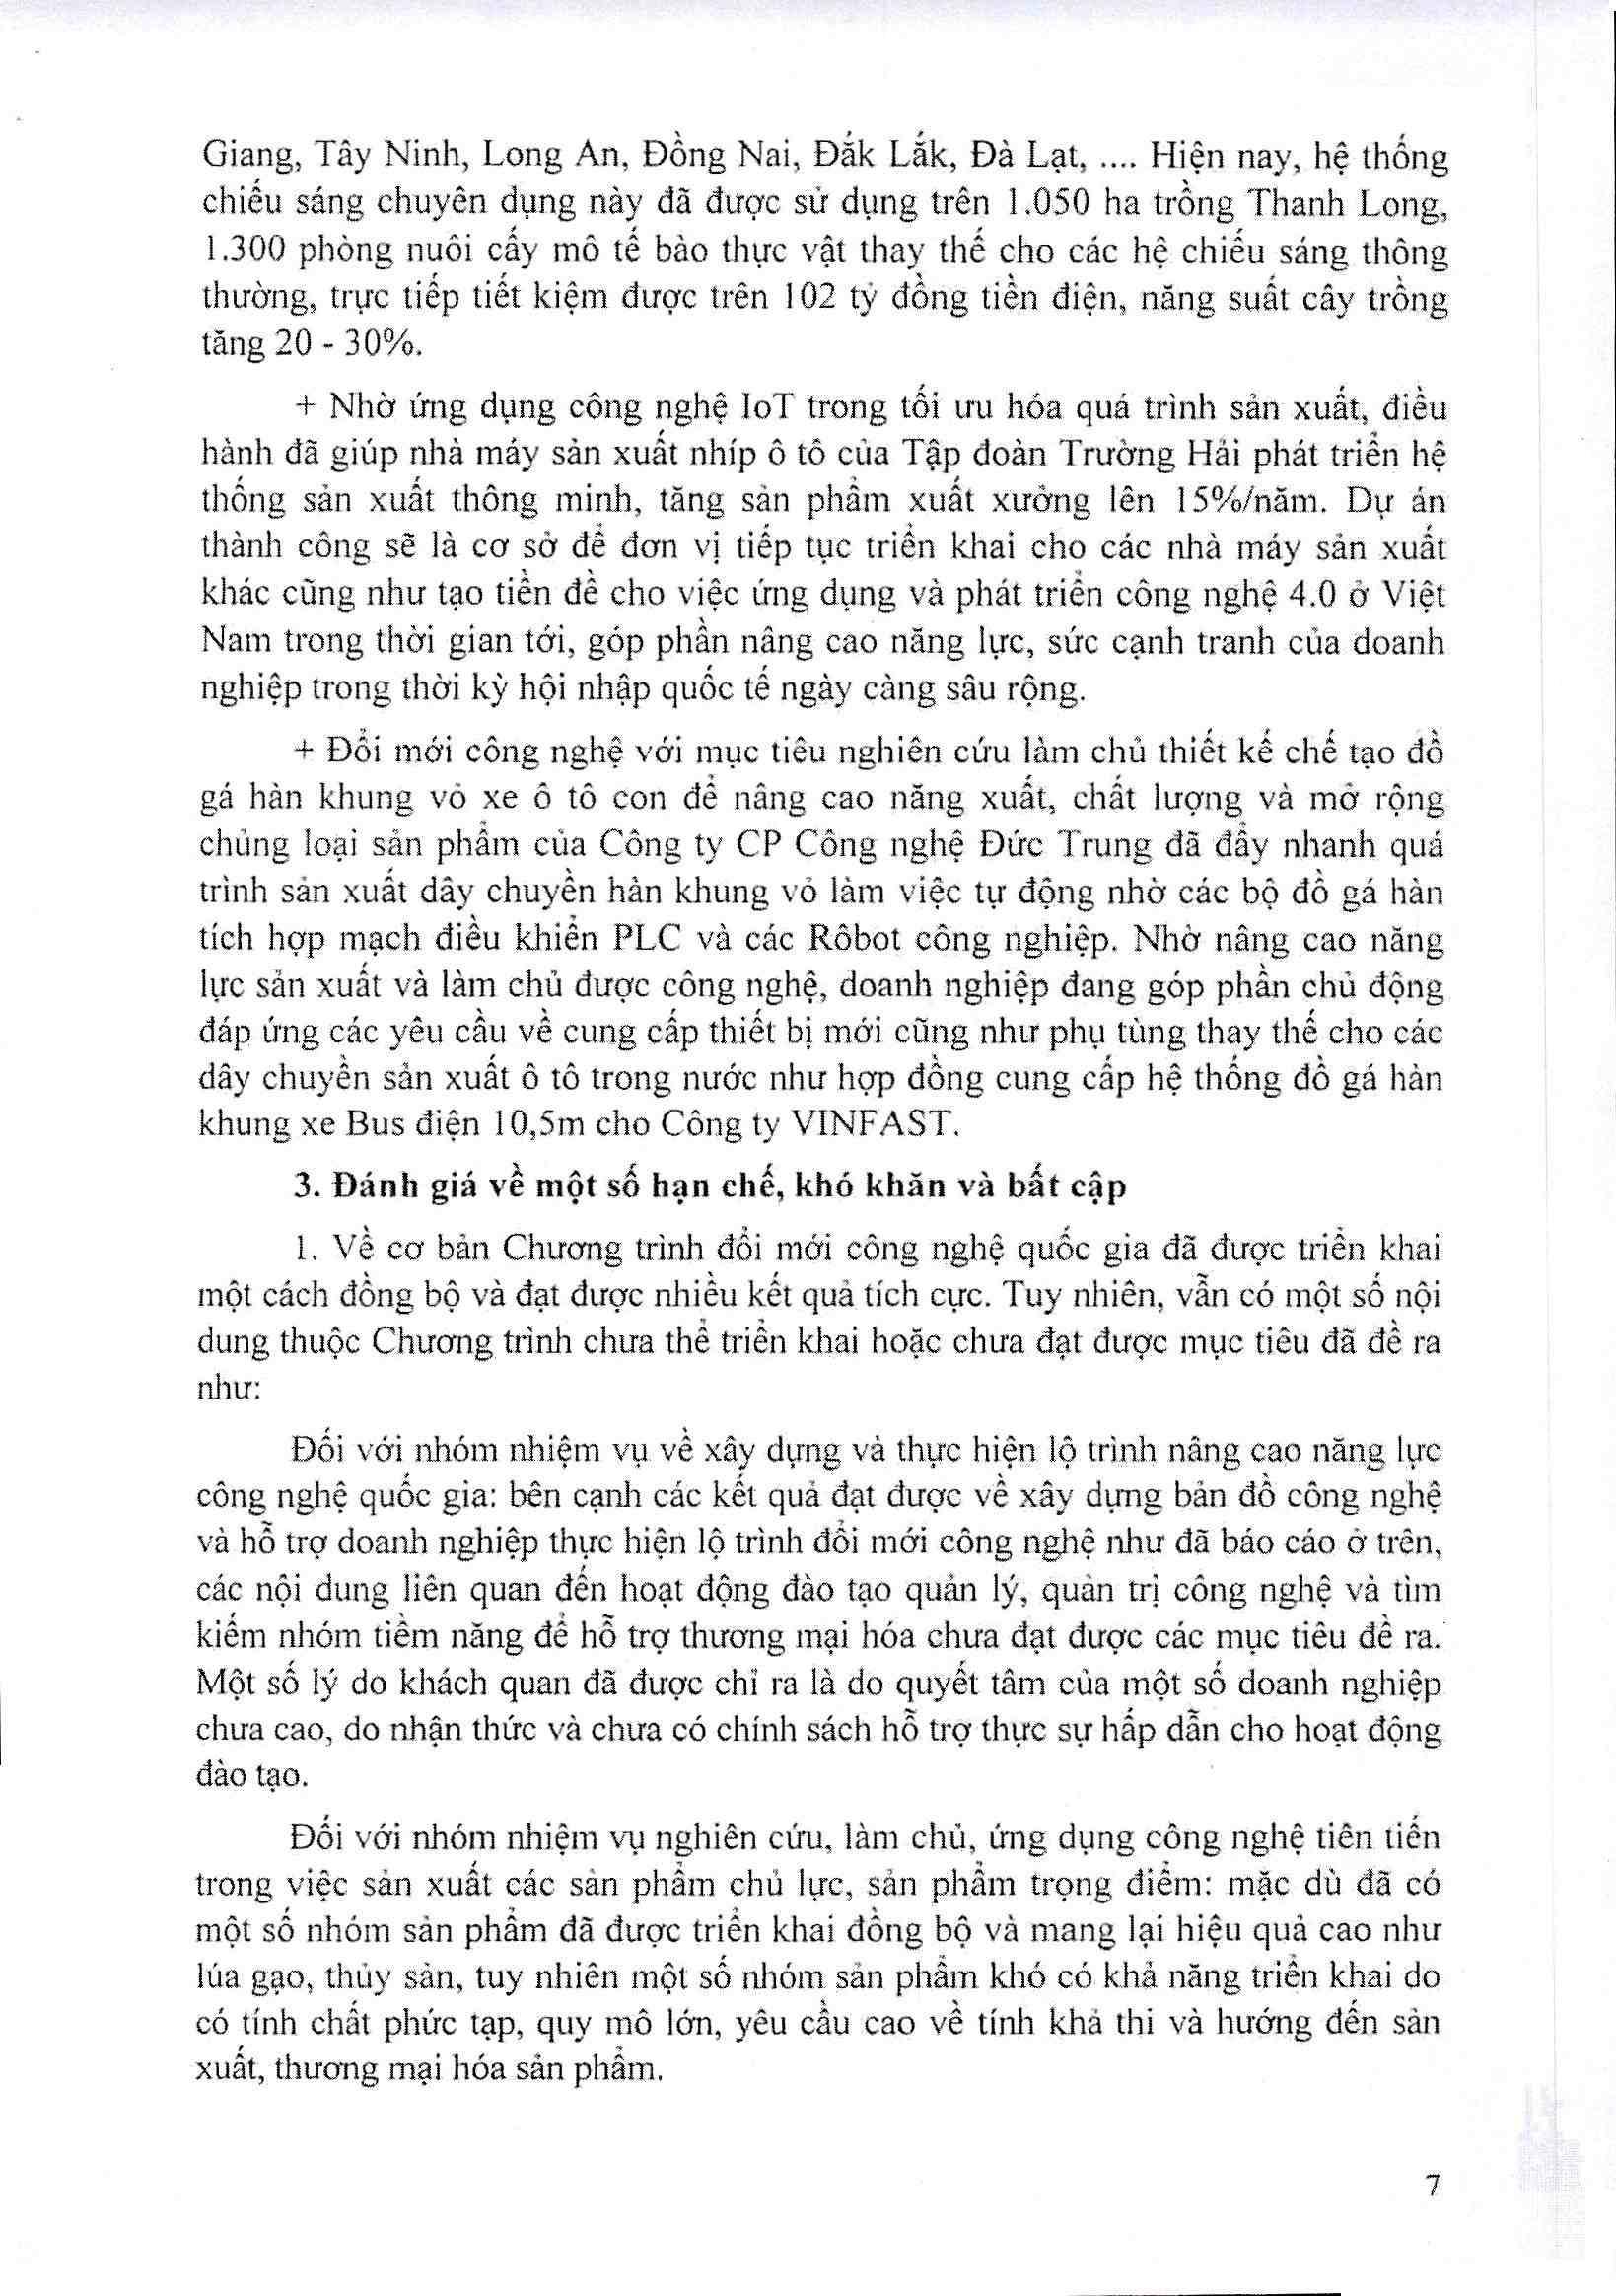 Giang, Tây Ninh, Long An, Đồng Nai, Đắk Lắk, Đà Lạt, .... Hiện nay, hệ thống
chiếu sáng chuyên dụng này đã được sử dụng trên 1.050 ha trồng Thanh Long,
1.300 phòng nuôi cấy mô tế bào thực vật thay thế cho các hệ chiếu sáng thông
thường, trực tiếp tiết kiệm được trên 102 tỷ đồng tiền điện, năng suất cây trồng
tăng 20 - 30%.
+ Nhờ ứng dụng công nghệ IoT trong tối ưu hóa quá trình sản xuất, điều
hành đã giúp nhà máy sản xuất nhíp ô tô của Tập đoàn Trường Hải phát triển hệ
thống sản xuất thông minh, tăng sản phẩm xuất xưởng lên 15%/năm. Dự án
thành công sẽ là cơ sở để đơn vị tiếp tục triển khai cho các nhà máy sản xuất
khác cũng như tạo tiền đề cho việc ứng dụng và phát triển công nghệ 4.0 ở Việt
Nam trong thời gian tới, góp phần nâng cao năng lực, sức cạnh tranh của doanh
nghiệp trong thời kỳ hội nhập quốc tế ngày càng sâu rộng.
+ Đổi mới công nghệ với mục tiêu nghiên cứu làm chủ thiết kế chế tạo đồ
gá hàn khung vỏ xe ô tô con để nâng cao năng xuất, chất lượng và mở rộng
chủng loại sản phẩm của Công ty CP Công nghệ Đức Trung đã đẩy nhanh quá
trình sản xuất dây chuyền hàn khung vỏ làm việc tự động nhờ các bộ đồ gá hàn
tích hợp mạch điều khiển PLC và các Rôbot công nghiệp. Nhờ nâng cao năng
lực sản xuất và làm chủ được công nghệ, doanh nghiệp đang góp phần chủ động
đáp ứng các yêu cầu về cung cấp thiết bị mới cũng như phụ tùng thay thế cho các
dây chuyền sản xuất ô tô trong nước như hợp đồng cung cấp hệ thống đồ gá hàn
khung xe Bus điện 10,5m cho Công ty VINFAST.
3. Đánh giá về một số hạn chế, khó khăn và bất cập
1. Về cơ bản Chương trình đổi mới công nghệ quốc gia đã được triển khai
một cách đồng bộ và đạt được nhiều kết quả tích cực. Tuy nhiên, vẫn có một số nội
dung thuộc Chương trình chưa thể triển khai hoặc chưa đạt được mục tiêu đã đề ra
như:
Đối với nhóm nhiệm vụ về xây dựng và thực hiện lộ trình nâng cao năng lực
công nghệ quốc gia: bên cạnh các kết quả đạt được về xây dựng bản đồ công nghệ
và hỗ trợ doanh nghiệp thực hiện lộ trình đổi mới công nghệ như đã báo cáo ở trên,
các nội dung liên quan đến hoạt động đào tạo quản lý, quản trị công nghệ và tìm
kiếm nhóm tiềm năng để hỗ trợ thương mại hóa chưa đạt được các mục tiêu đề ra.
Một số lý do khách quan đã được chỉ ra là do quyết tâm của một số doanh nghiệp
chưa cao, do nhận thức và chưa có chính sách hỗ trợ thực sự hấp dẫn cho hoạt động
đào tạo.
Đối với nhóm nhiệm vụ nghiên cứu, làm chủ, ứng dụng công nghệ tiên tiến
trong việc sản xuất các sản phẩm chủ lực, sản phẩm trọng điểm: mặc dù đã có
một số nhóm sản phẩm đã được triển khai đồng bộ và mang lại hiệu quả cao như
lúa gạo, thủy sản, tuy nhiên một số nhóm sản phẩm khó có khả năng triển khai do
có tính chất phức tạp, quy mô lớn, yêu cầu cao về tính khả thi và hướng đến sản
xuất, thương mại hóa sản phẩm.
7